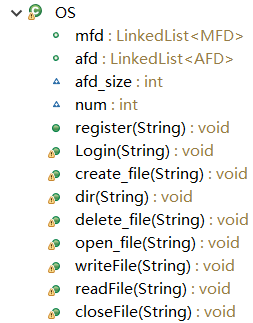 OS
mfd : LinkedList<MFD>
afd : LinkedList<AFD>
afd_size : int
num : int
register(String) : void
Login(String) : void
create_file(String) : void
dir(String) : void
delete_file(String) : void
open_file(String) : void
writeFile(String) : void
readFile(String) : void
closeFile(String) : void